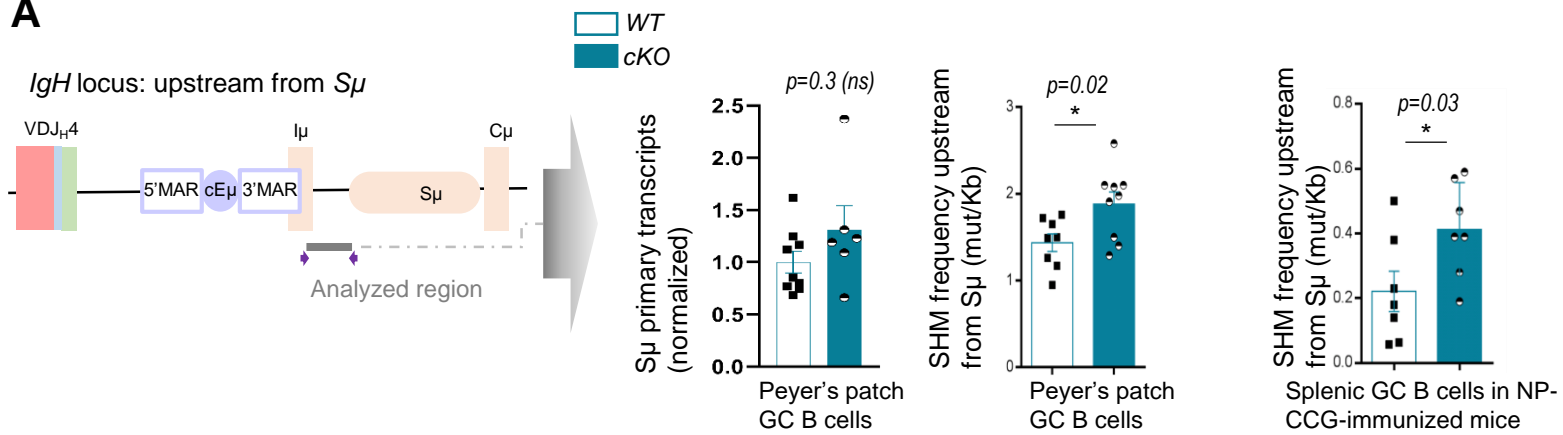 A
WT
cKO
IgH locus: upstream from Sµ
VDJH4
Iµ
Cµ
5'MAR
cEµ
3'MAR
Sµ
Analyzed region
p=0.3 (ns)
Sµ primary transcripts
(normalized)
2.5
2.0
1.5
1.0
0.5
0.0
Peyer's patch
GC B cells
p=0.02
*
SHM frequency upstream
from Sµ (mut/Kb)
3
2
1
0
Peyer's patch
GC B cells
p=0.03
*
SHM frequency upstream
from Sµ (mut/Kb)
0.8
0.6
0.4
0.2
0.0
Splenic GC B cells in NP-
CCG-immunized mice